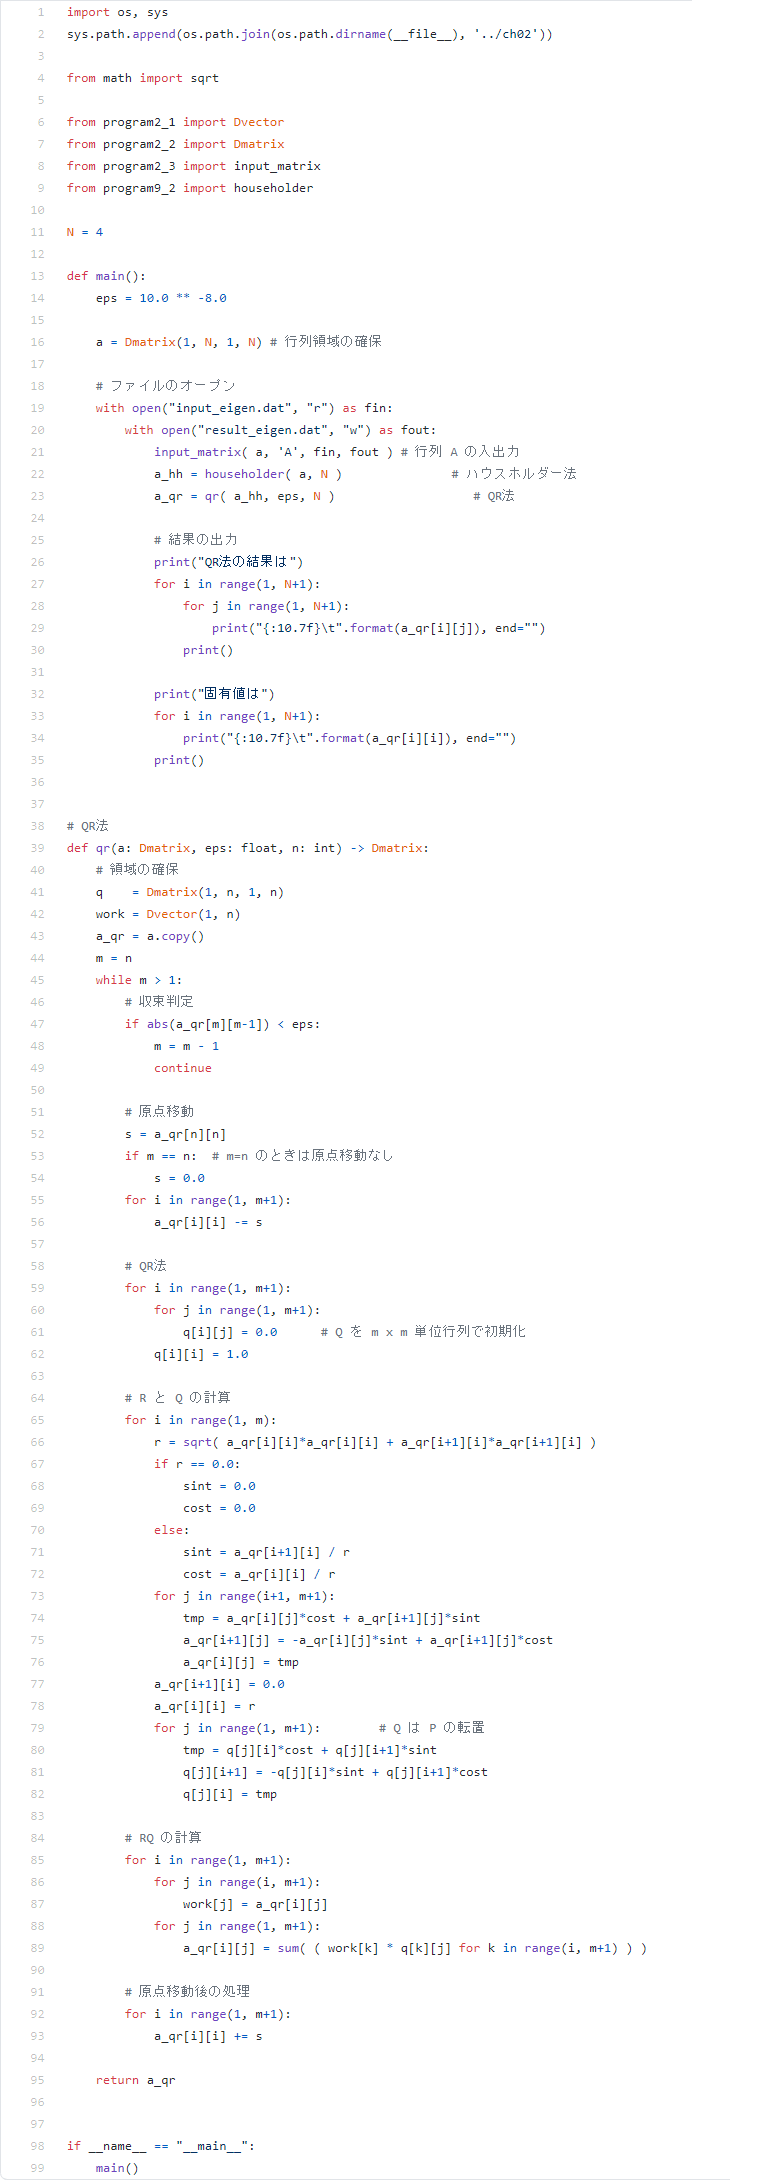 1 import os, sys
2 sys.path.append(os.path.join(os.path.dirname(__file__), '../ch02'))
3
4 from math import sqrt
5
6 from program2_1 import Dvector
7 from program2_2 import Dmatrix
8 from program2_3 import input_matrix
9 from program9_2 import householder
10
11 N = 4
12
13 def main():
14     eps = 10.0 ** -8.0
15
16     a = Dmatrix(1, N, 1, N) # 行列領域の確保
17
18     # ファイルのオープン
19     with open("input_eigen.dat", "r") as fin:
20         with open("result_eigen.dat", "w") as fout:
21             input_matrix( a, 'A', fin, fout ) # 行列 A の入出力
22             a_hh = householder( a, N )               # ハウスホルダー法
23             a_qr = qr( a_hh, eps, N )                   # QR法
24
25             # 結果の出力
26             print("QR法の結果は")
27             for i in range(1, N+1):
28                 for j in range(1, N+1):
29                     print("{:10.7f}\t".format(a_qr[i][j]), end="")
30                 print()
31
32             print("固有値は")
33             for i in range(1, N+1):
34                 print("{:10.7f}\t".format(a_qr[i][i]), end="")
35             print()
36
37
38 # QR法
39 def qr(a: Dmatrix, eps: float, n: int) -> Dmatrix:
40     # 領域の確保
41     q    = Dmatrix(1, n, 1, n)
42     work = Dvector(1, n)
43     a_qr = a.copy()
44     m = n
45     while m > 1:
46         # 収束判定
47         if abs(a_qr[m][m-1]) < eps:
48             m = m - 1
49             continue
50
51         # 原点移動
52         s = a_qr[n][n]
53         if m == n:  # m=n のときは原点移動なし
54             s = 0.0
55         for i in range(1, m+1):
56             a_qr[i][i] -= s
57
58         # QR法
59         for i in range(1, m+1):
60             for j in range(1, m+1):
61                 q[i][j] = 0.0      # Q を m x m 単位行列で初期化
62             q[i][i] = 1.0
63
64         # R と Q の計算
65         for i in range(1, m):
66             r = sqrt( a_qr[i][i]*a_qr[i][i] + a_qr[i+1][i]*a_qr[i+1][i] )
67             if r == 0.0:
68                 sint = 0.0
69                 cost = 0.0
70             else:
71                 sint = a_qr[i+1][i] / r
72                 cost = a_qr[i][i] / r
73             for j in range(i+1, m+1):
74                 tmp = a_qr[i][j]*cost + a_qr[i+1][j]*sint
75                 a_qr[i+1][j] = -a_qr[i][j]*sint + a_qr[i+1][j]*cost
76                 a_qr[i][j] = tmp
77             a_qr[i+1][i] = 0.0
78             a_qr[i][i] = r
79             for j in range(1, m+1):        # Q は P の転置
80                 tmp = q[j][i]*cost + q[j][i+1]*sint
81                 q[j][i+1] = -q[j][i]*sint + q[j][i+1]*cost
82                 q[j][i] = tmp
83
84         # RQ の計算
85         for i in range(1, m+1):
86             for j in range(i, m+1):
87                 work[j] = a_qr[i][j]
88             for j in range(1, m+1):
89                 a_qr[i][j] = sum( ( work[k] * q[k][j] for k in range(i, m+1) ) )
90
91         # 原点移動後の処理
92         for i in range(1, m+1):
93             a_qr[i][i] += s
94
95     return a_qr
96
97
98 if __name__ == "__main__":
99     main()